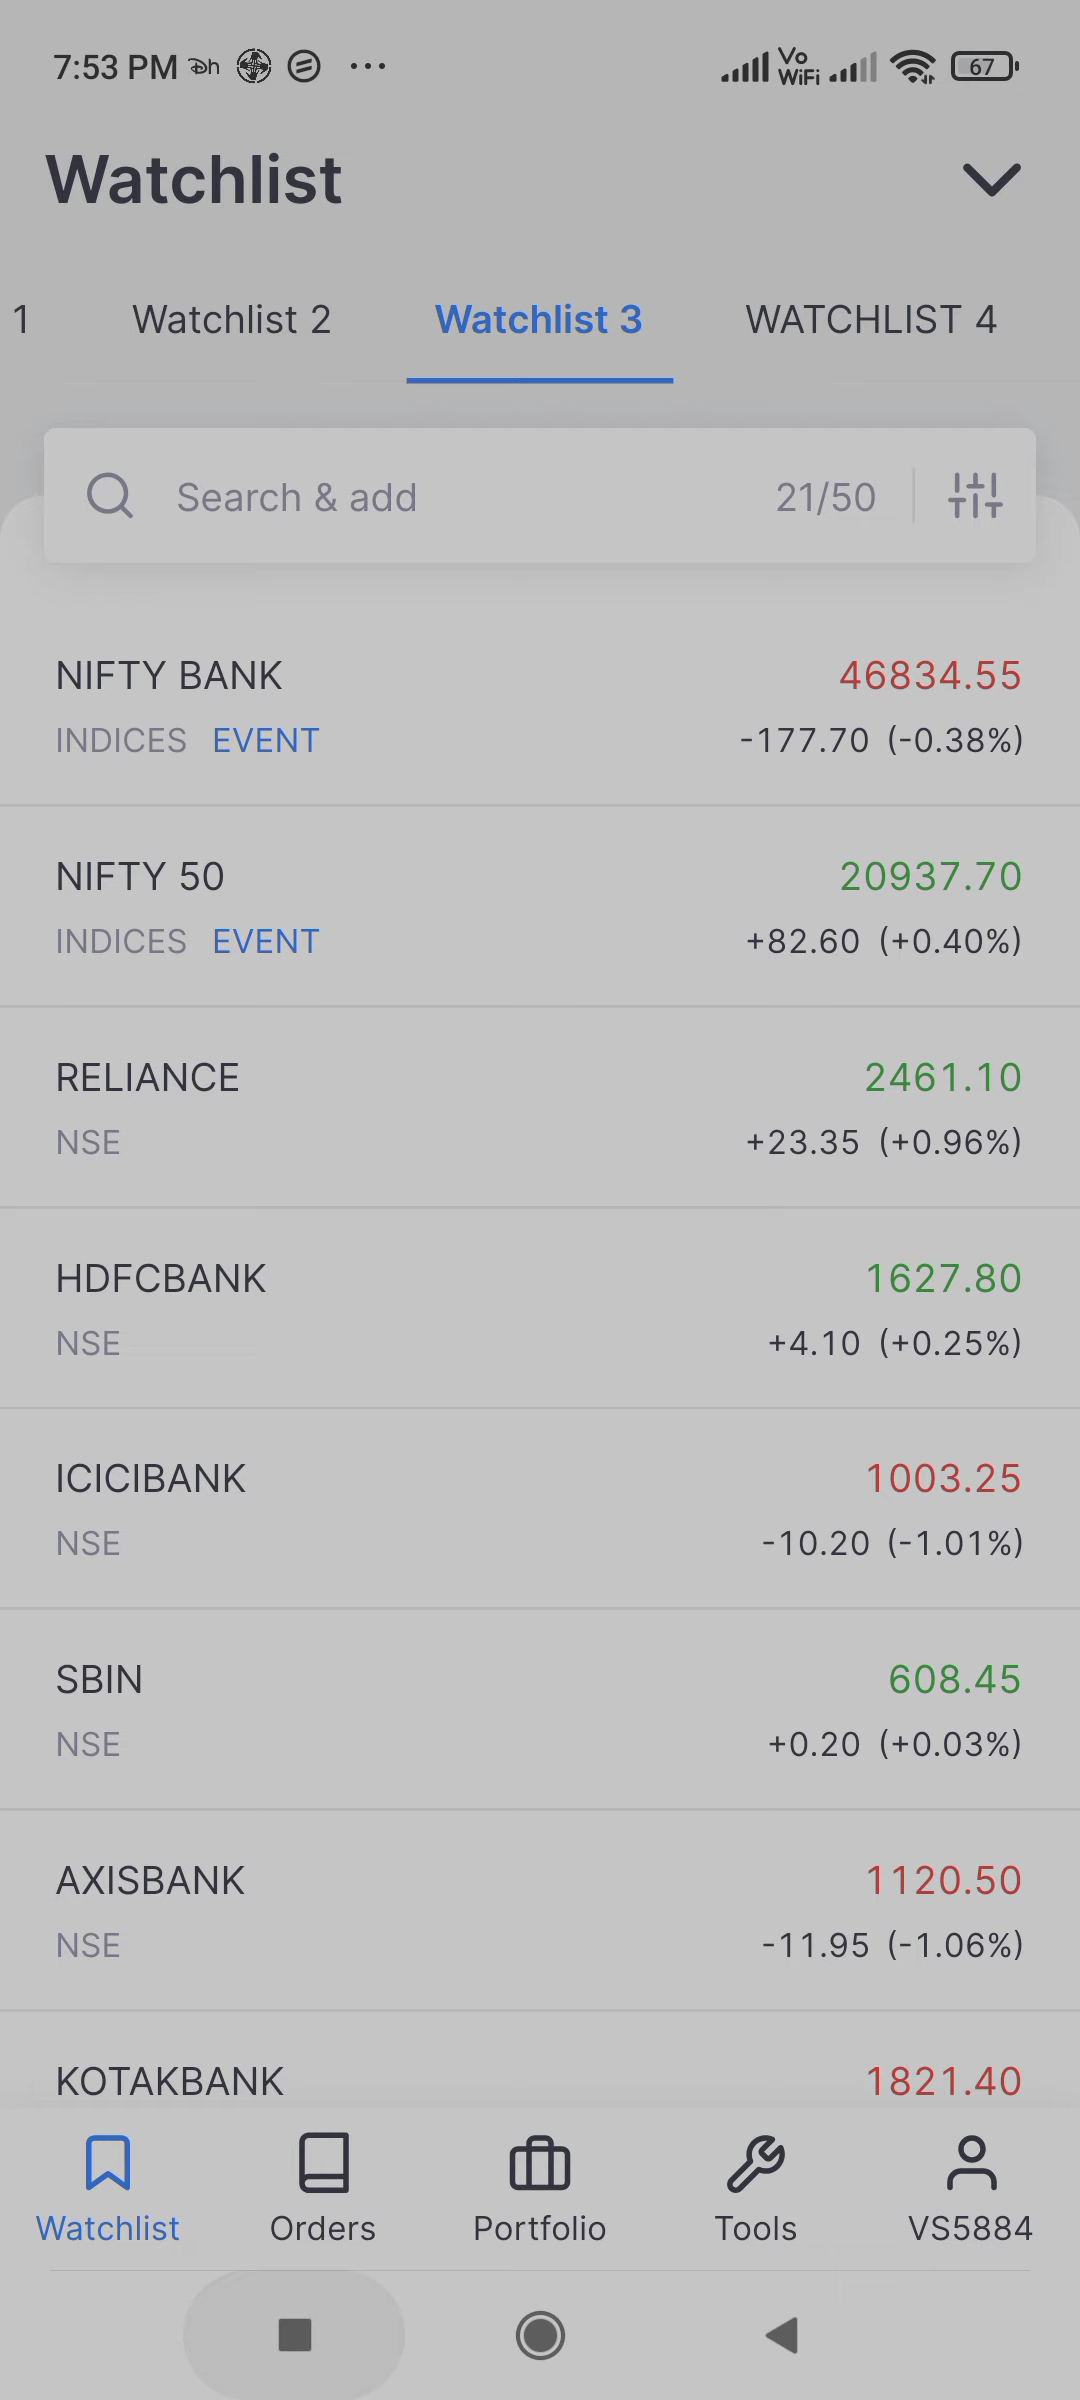 7:53 PM
Vo
WiFi
67
Watchlist
1 Watchlist 2 Watchlist 3 WATCHLIST 4
Search & add 21/50
NIFTY BANK 46834.55
INDICES EVENT -177.70 (-0.38%)
NIFTY 50 20937.70
INDICES EVENT +82.60 (+0.40%)
RELIANCE 2461.10
NSE +23.35 (+0.96%)
HDFCBANK 1627.80
NSE +4.10 (+0.25%)
ICICIBANK 1003.25
NSE -10.20 (-1.01%)
SBIN 608.45
NSE +0.20 (+0.03%)
AXISBANK 1120.50
NSE -11.95 (-1.06%)
KOTAKBANK 1821.40
Watchlist Orders Portfolio Tools VS5884